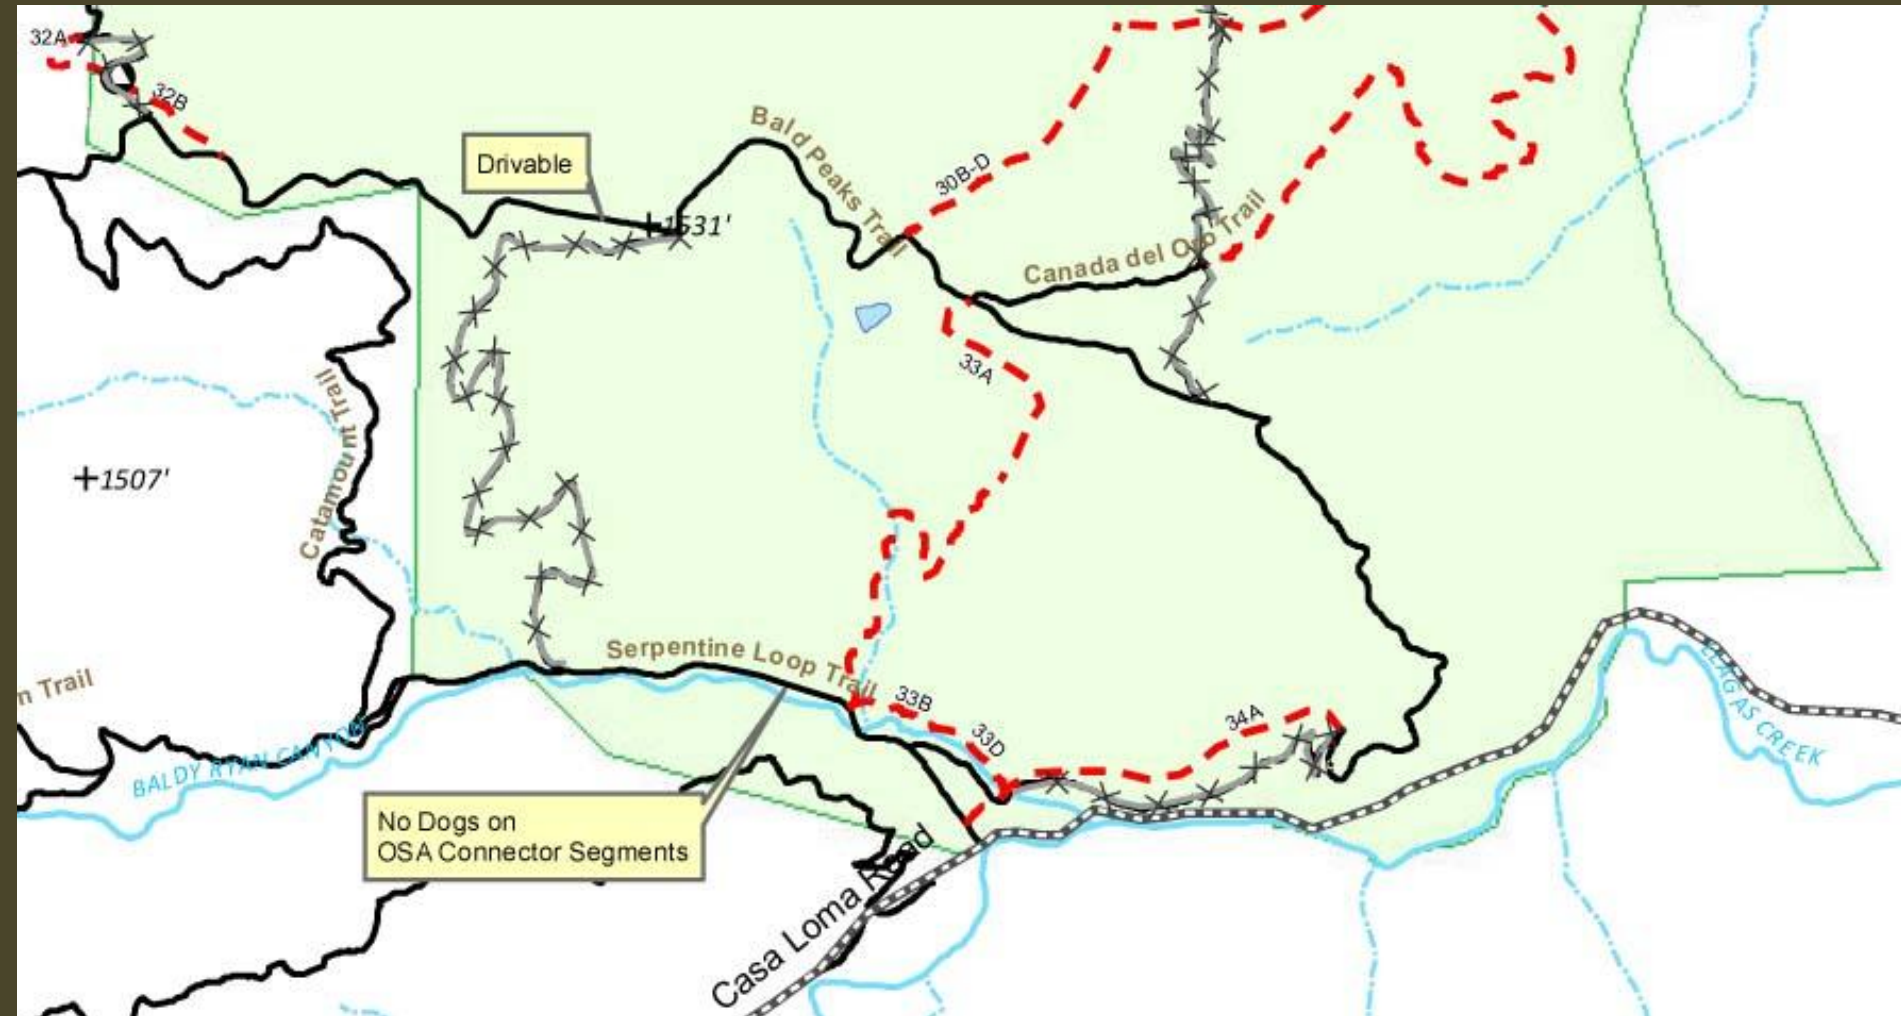 32A
32B
Drivable
1531'
Bald Peaks Trail
30B-D
Canada del Oro Trail
33A
Catamount Trail
1507'
Serpentine Loop Trail
n Trail
33B
33D
34A
BALDY RYAN CANYON
LLAGAS CREEK
No Dogs on
OSA Connector Segments
Casa Loma Road